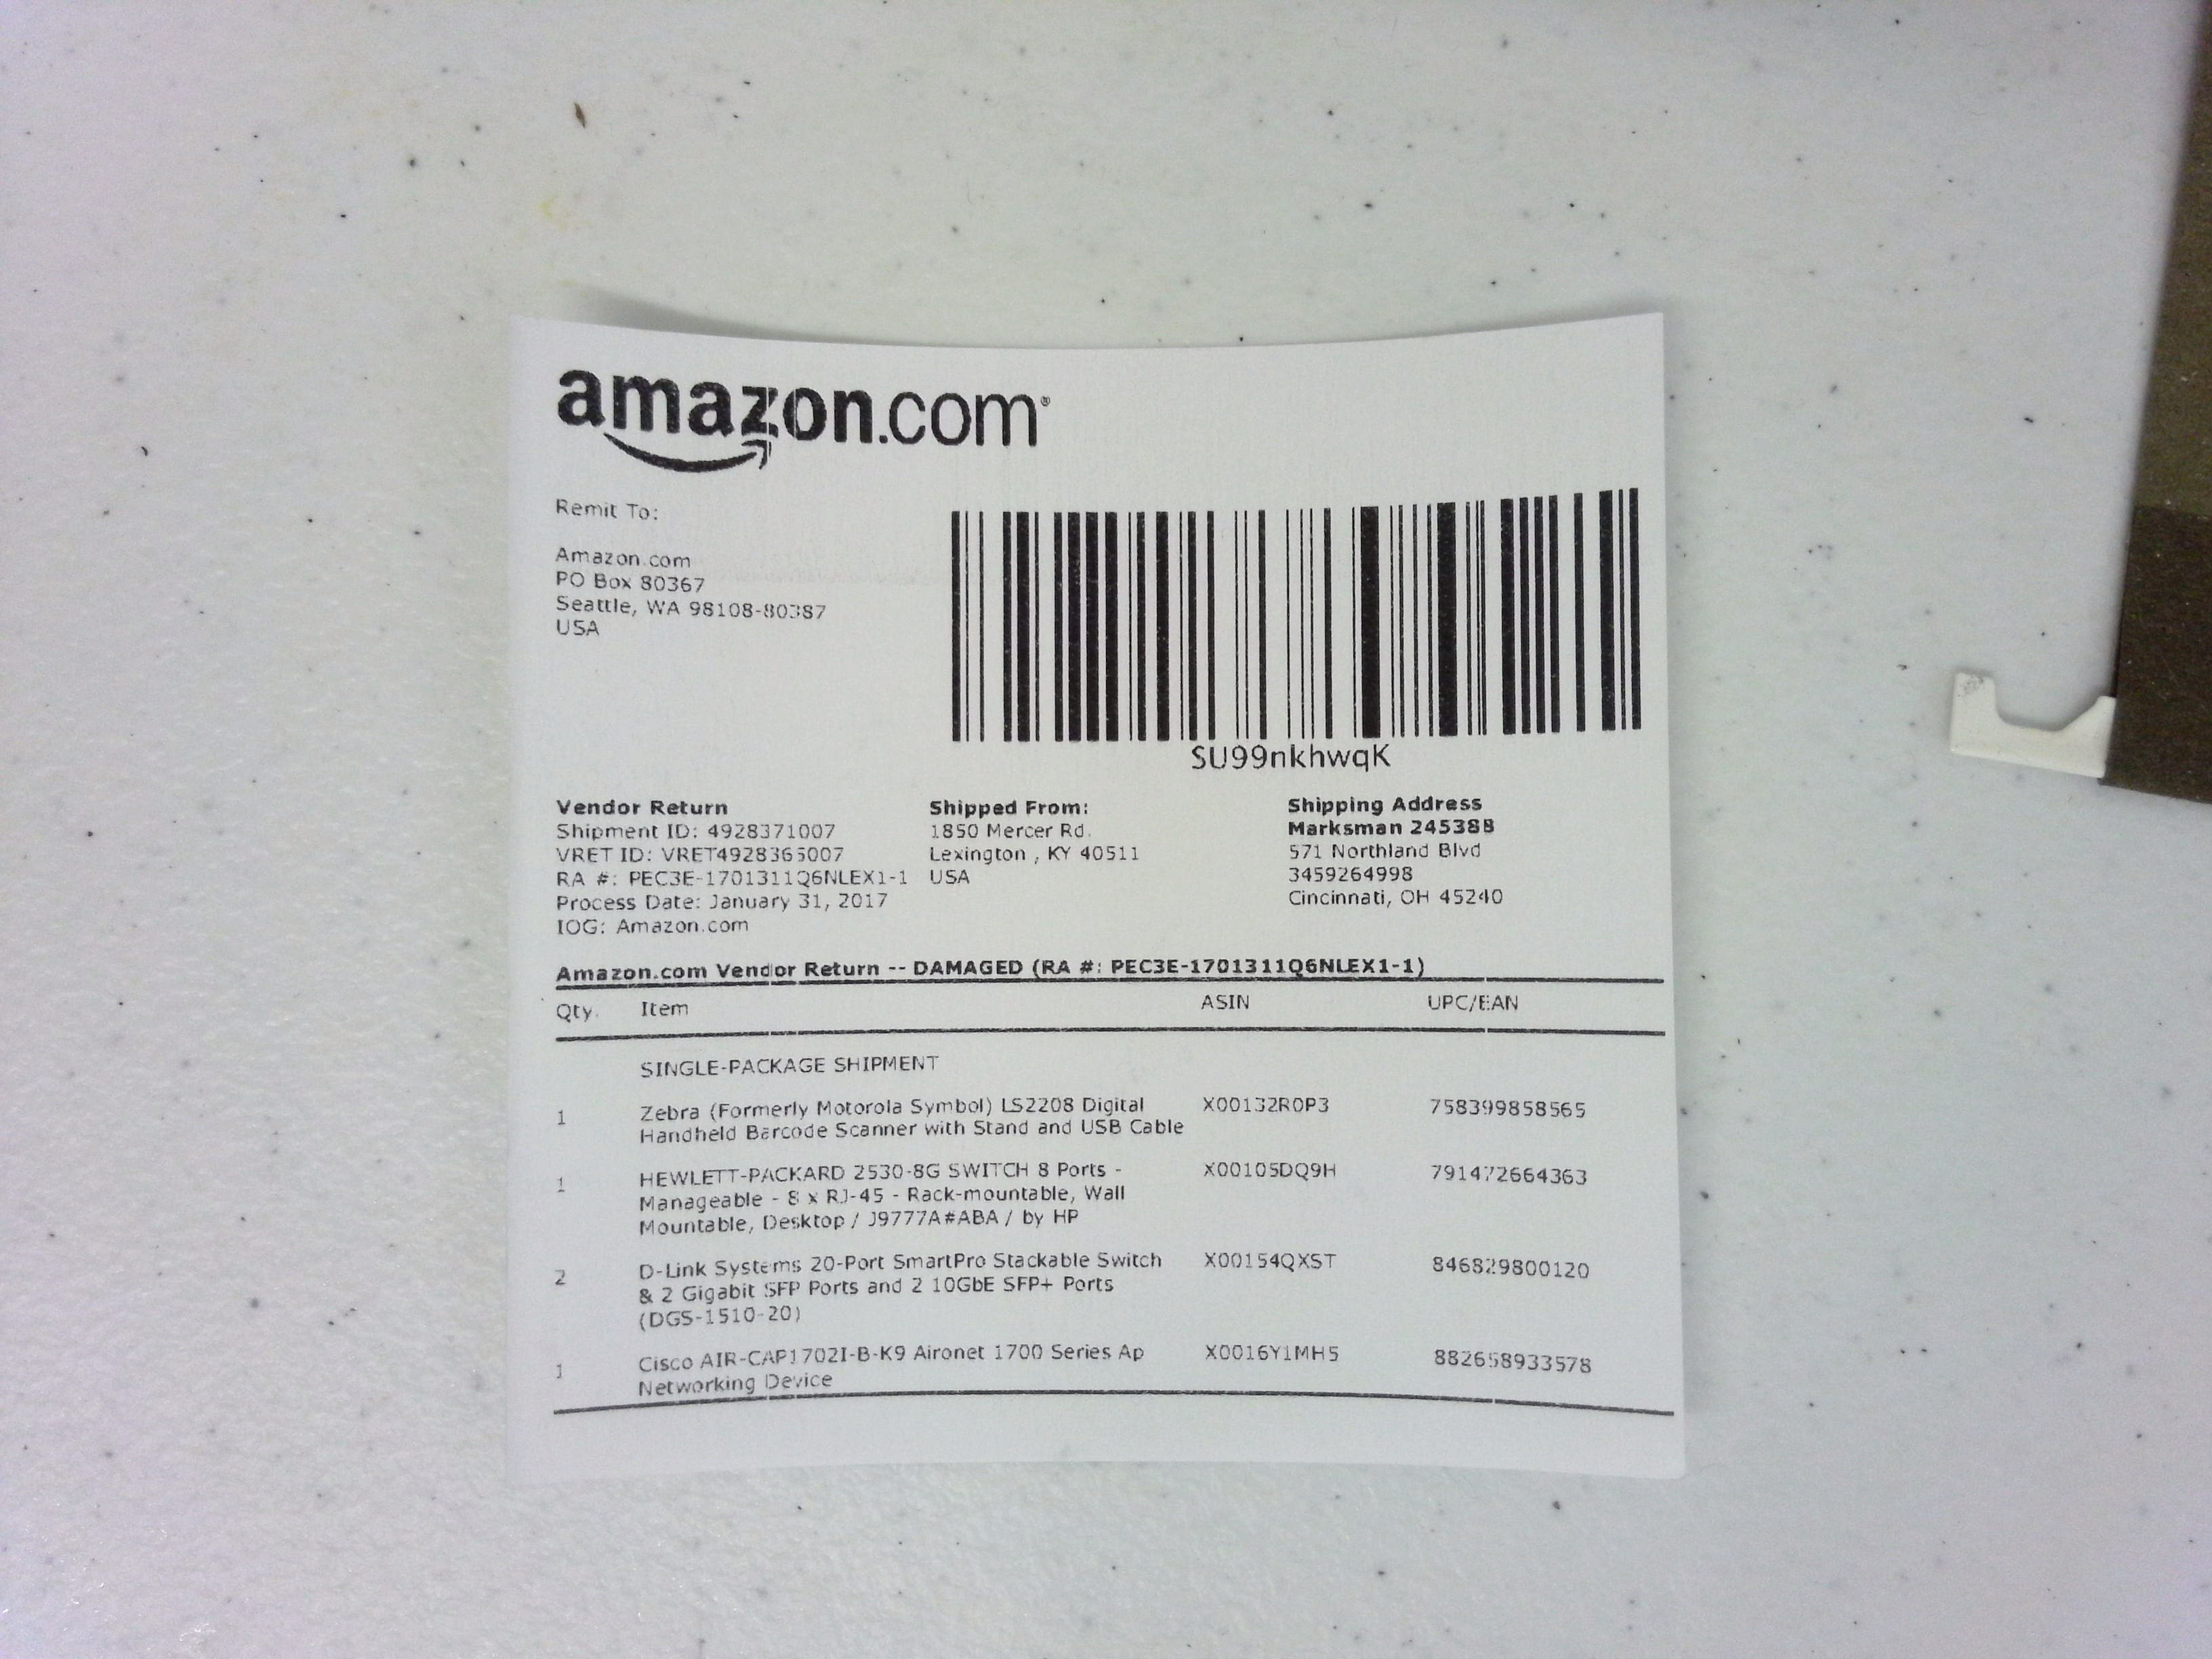 amazon.com
Remit To:
Amazon.com
PO Box 80367
Seattle, WA 98108-80387
USA
SU99nkhwqK
Vendor Return
Shipment ID: 4928371007
VRET ID: VRET4928365007
RA #: PEC3E-1701311Q6NLEX1-1
Process Date: January 31, 2017
IOG: Amazon.com
Shipped From:
1850 Mercer Rd.
Lexington , KY 40511
USA
Shipping Address
Marksman 245388
571 Northland Blvd
3459264998
Cincinnati, OH 45240
Amazon.com Vendor Return -- DAMAGED (RA #: PEC3E-1701311Q6NLEX1-1)
Qty. Item ASIN UPC/EAN
SINGLE-PACKAGE SHIPMENT
1 Zebra (Formerly Motorola Symbol) LS2208 Digital X00132R0P3 758399858565
Handheld Barcode Scanner with Stand and USB Cable
1 HEWLETT-PACKARD 2530-8G SWITCH 8 Ports - X00105DQ9H 791472664363
Manageable - 8 x RJ-45 - Rack-mountable, Wall
Mountable, Desktop / J9777A#ABA / by HP
2 D-Link Systems 20-Port SmartPro Stackable Switch X00154QXST 846829800120
& 2 Gigabit SFP Ports and 2 10GbE SFP+ Ports
(DGS-1510-20)
1 Cisco AIR-CAP1702I-B-K9 Aironet 1700 Series Ap X0016Y1MH5 882658933578
Networking Device